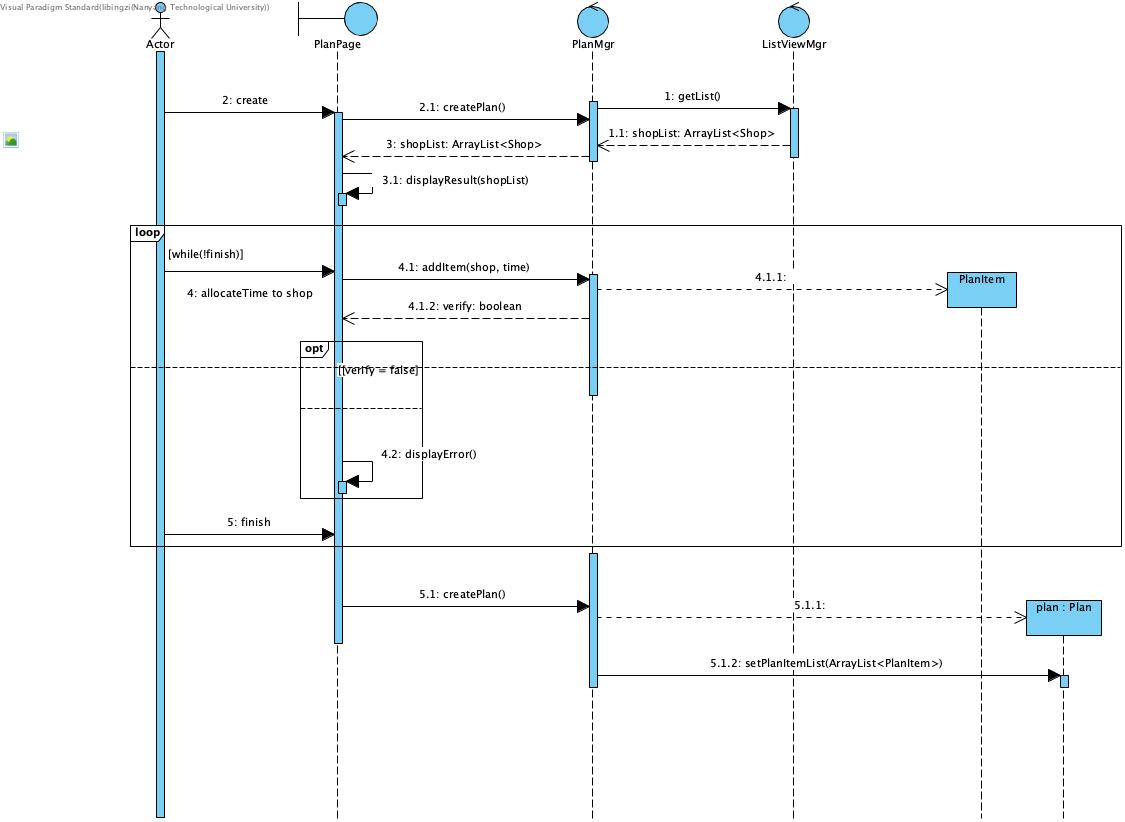 Visual Paradigm Standard(libingzi(Nanyang Technological University))
Actor
PlanPage
PlanMgr
ListViewMgr
2: create
2.1: createPlan()
1: getList()
1.1: shopList: ArrayList<Shop>
3: shopList: ArrayList<Shop>
3.1: displayResult(shopList)
loop
[while(!finish)]
4.1: addItem(shop, time)
4.1.1:
PlanItem
4: allocateTime to shop
4.1.2: verify: boolean
opt
[[verify = false]
4.2: displayError()
5: finish
5.1: createPlan()
5.1.1:
plan : Plan
5.1.2: setPlanItemList(ArrayList<PlanItem>)